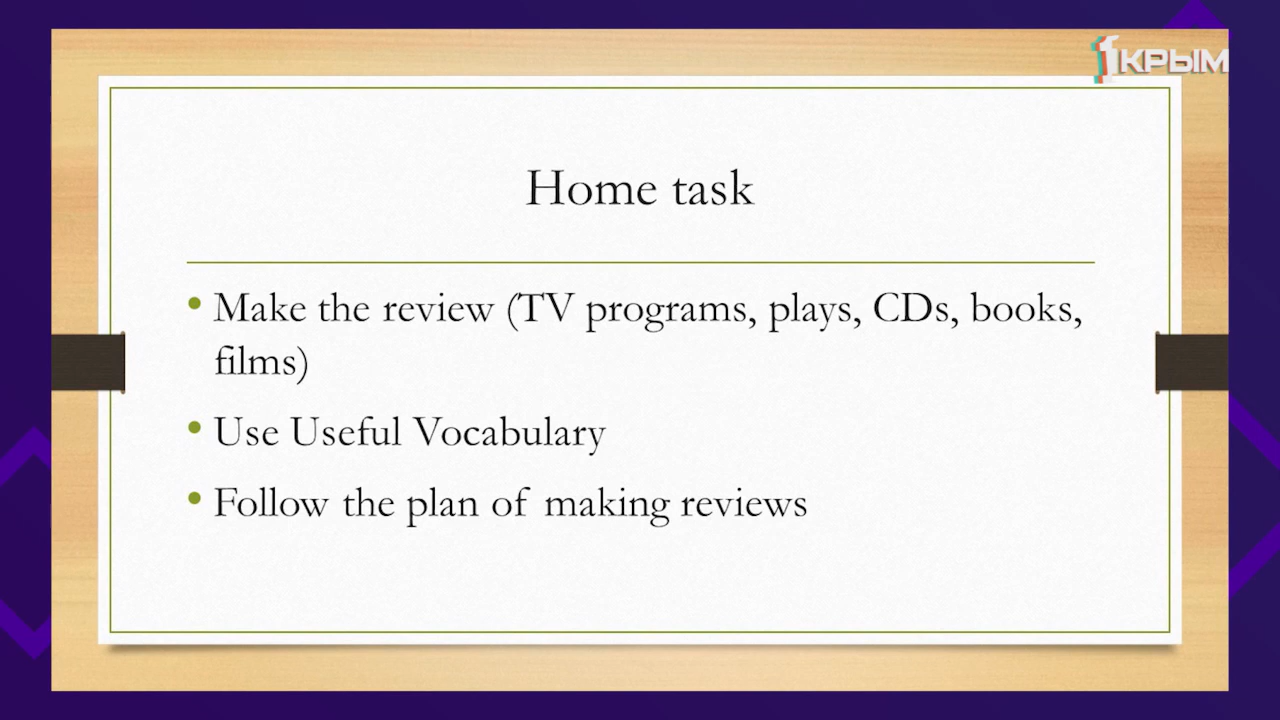 1КРЫМ
Home task
• Make the review (TV programs, plays, CDs, books,
films)
• Use Useful Vocabulary
• Follow the plan of making reviews